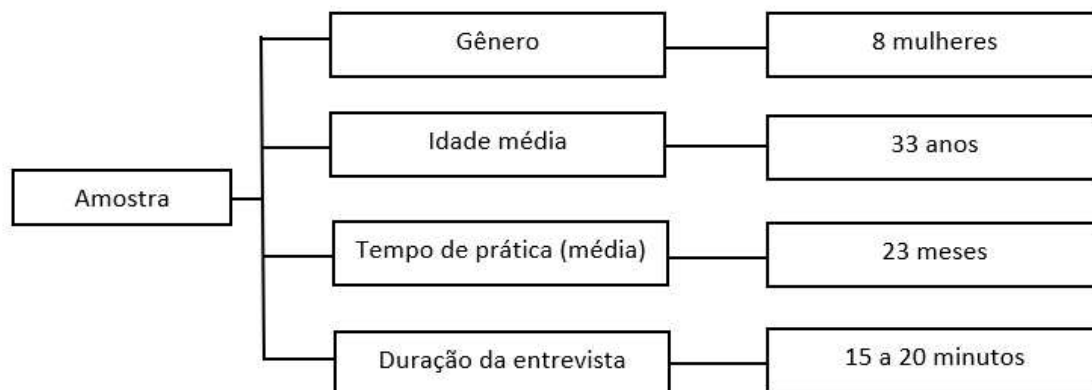 Gênero
8 mulheres
Idade média
33 anos
Amostra
Tempo de prática (média)
23 meses
Duração da entrevista
15 a 20 minutos